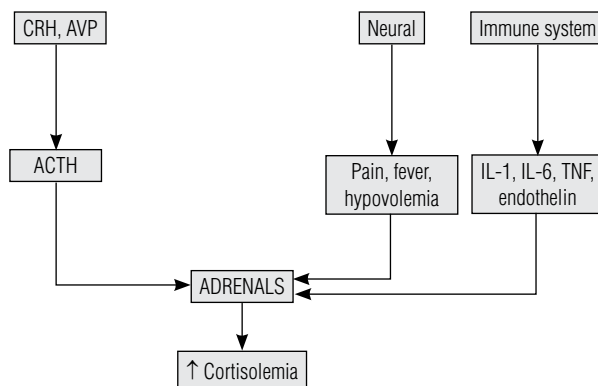 CRH, AVP
Neural
Immune system
ACTH
Pain, fever,
hypovolemia
IL-1, IL-6, TNF,
endothelin
ADRENALS
↑ Cortisolemia